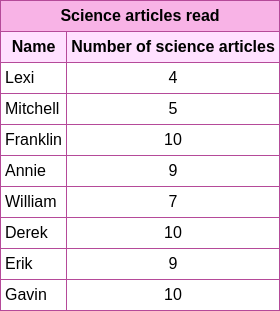 Science articles read
Name Number of science articles
Lexi 4
Mitchell 5
Franklin 10
Annie 9
William 7
Derek 10
Erik 9
Gavin 10